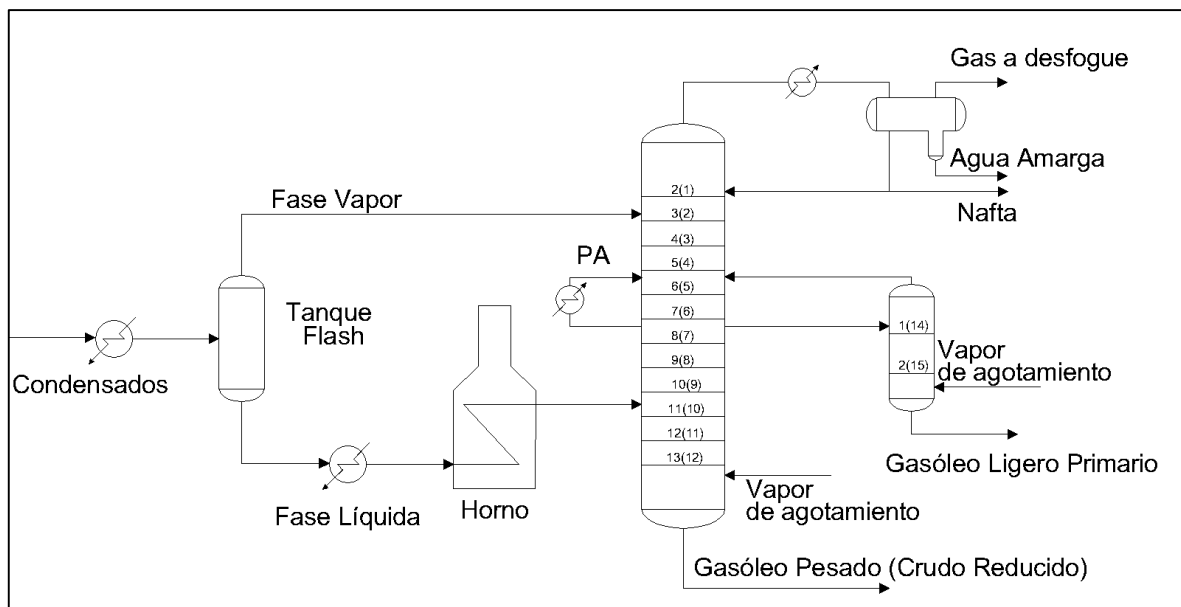 Gas a desfogue
Agua Amarga
Nafta
Fase Vapor
PA
Tanque
Flash
Condensados
Fase Líquida
Horno
2(1)
3(2)
4(3)
5(4)
6(5)
7(6)
8(7)
9(8)
10(9)
11(10)
12(11)
13(12)
1(14)
2(15)
Vapor
de agotamiento
Gasóleo Ligero Primario
Vapor
de agotamiento
Gasóleo Pesado (Crudo Reducido)